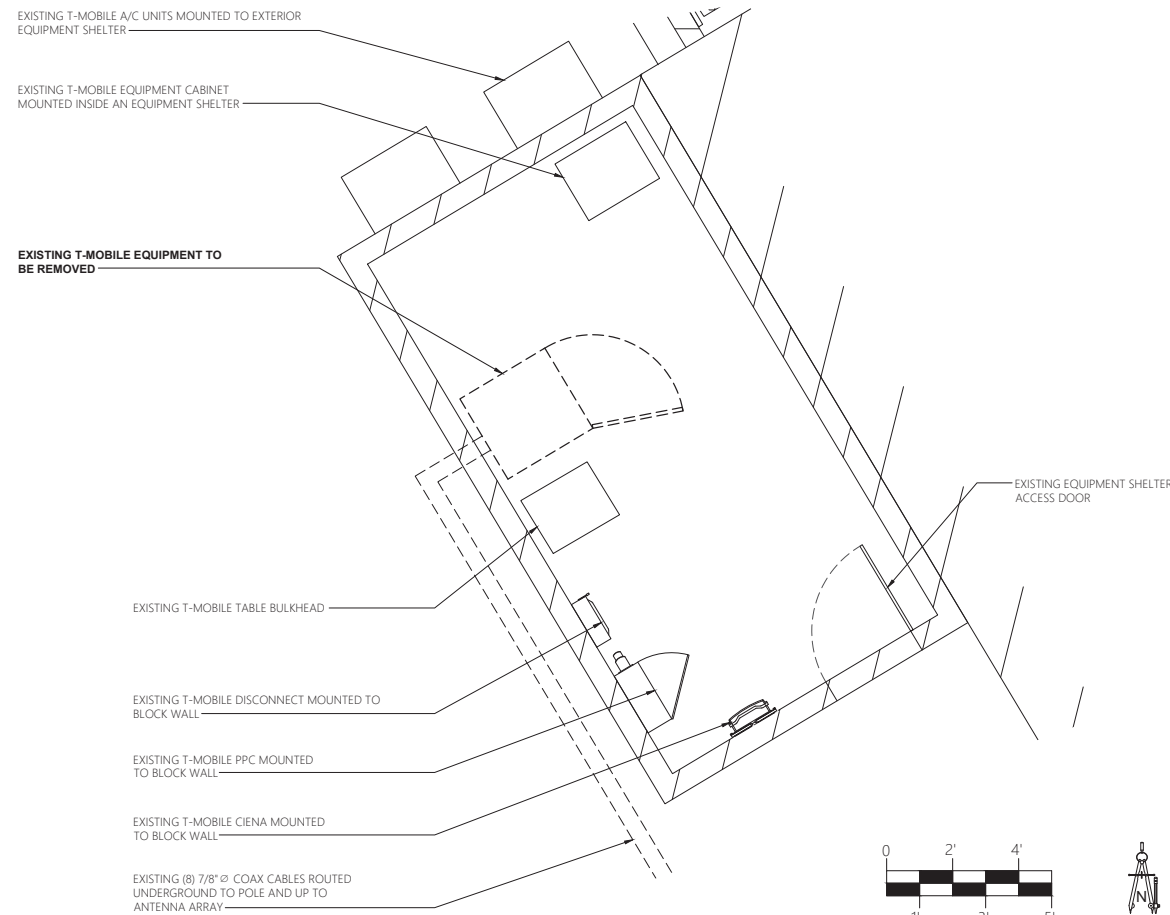 EXISTING T-MOBILE A/C UNITS MOUNTED TO EXTERIOR
EQUIPMENT SHELTER
EXISTING T-MOBILE EQUIPMENT CABINET
MOUNTED INSIDE AN EQUIPMENT SHELTER
EXISTING T-MOBILE EQUIPMENT TO
BE REMOVED
EXISTING EQUIPMENT SHELTER
ACCESS DOOR
EXISTING T-MOBILE TABLE BULKHEAD
EXISTING T-MOBILE DISCONNECT MOUNTED TO
BLOCK WALL
EXISTING T-MOBILE PPC MOUNTED
TO BLOCK WALL
EXISTING T-MOBILE CIENA MOUNTED
TO BLOCK WALL
EXISTING (8) 7/8"⌀ COAX CABLES ROUTED
UNDERGROUND TO POLE AND UP TO
ANTENNA ARRAY
0 2' 4'
1' 3' 5'
N